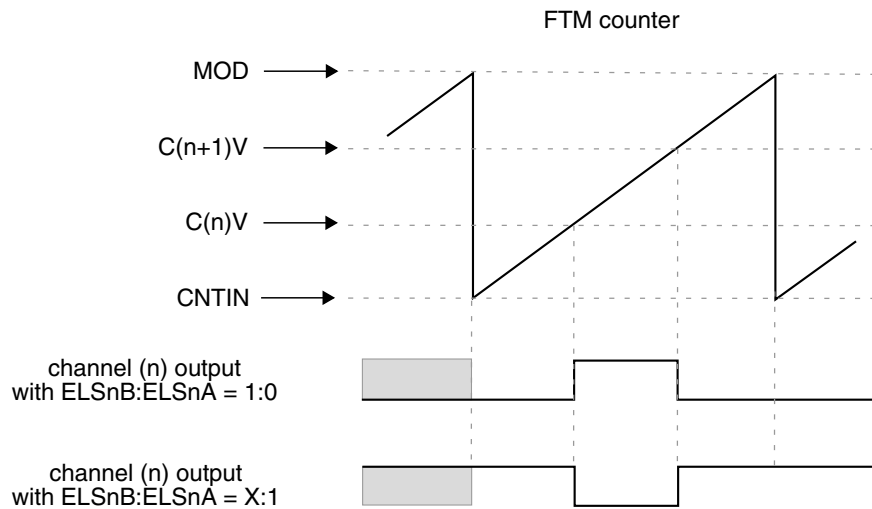 FTM counter
MOD
C(n+1)V
C(n)V
CNTIN
channel (n) output
with ELSnB:ELSnA = 1:0
channel (n) output
with ELSnB:ELSnA = X:1